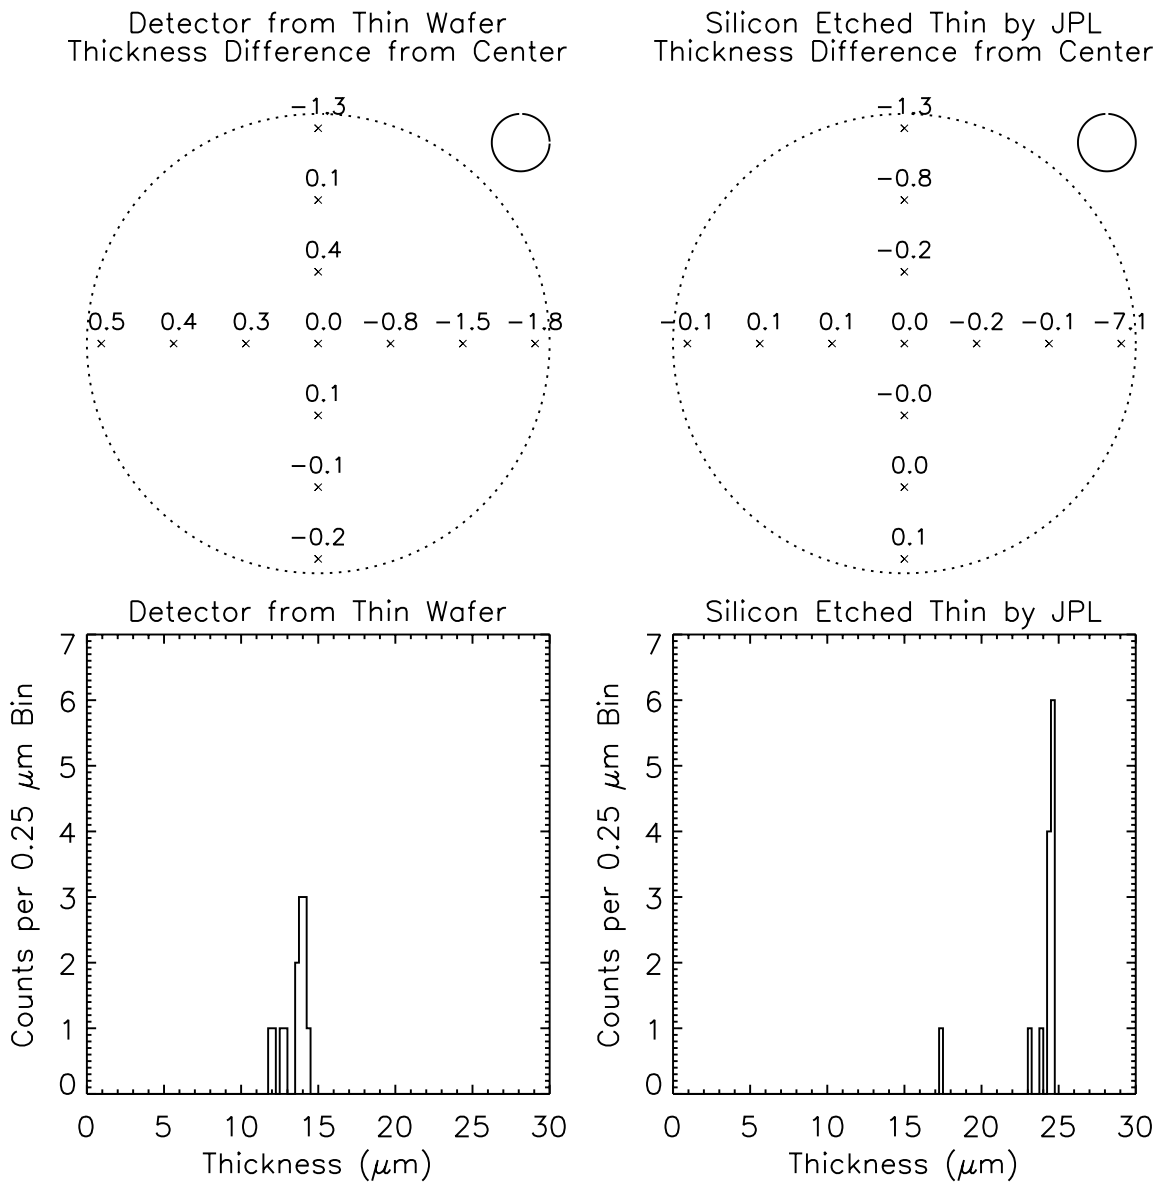 Detector from Thin Wafer
Thickness Difference from Center
−1.3
0.1
0.4
0.5 0.4 0.3 0.0 −0.8 −1.5 −1.8
0.1
−0.1
−0.2
Silicon Etched Thin by JPL
Thickness Difference from Center
−1.3
−0.8
−0.2
−0.1 0.1 0.1 0.0 −0.2 −0.1 −7.1
−0.0
0.0
0.1
Detector from Thin Wafer
Counts per 0.25 μm Bin
7
6
5
4
3
2
1
0
0 5 10 15 20 25 30
Thickness (μm)
Silicon Etched Thin by JPL
Counts per 0.25 μm Bin
7
6
5
4
3
2
1
0
0 5 10 15 20 25 30
Thickness (μm)